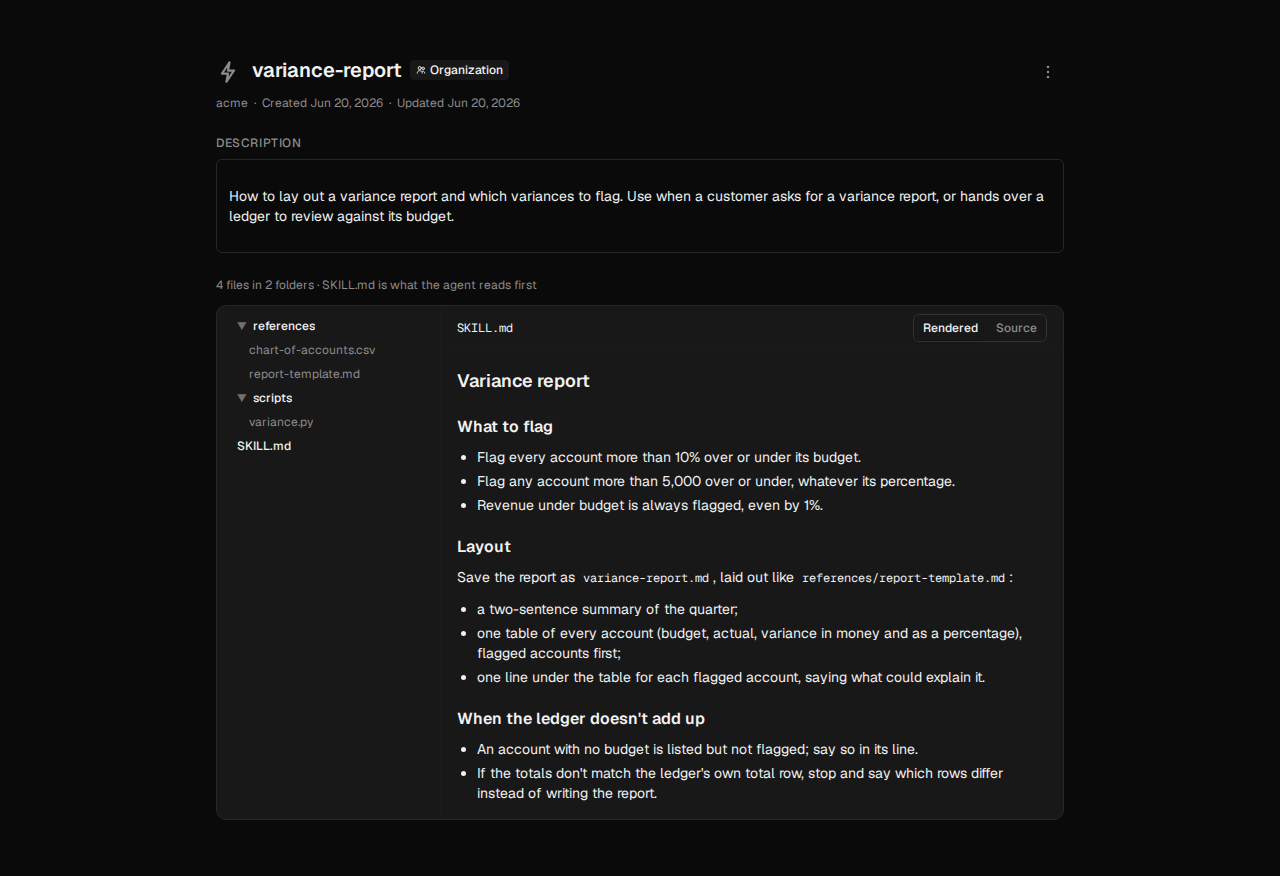 variance-report Organization
acme · Created Jun 20, 2026 · Updated Jun 20, 2026
DESCRIPTION
How to lay out a variance report and which variances to flag. Use when a customer asks for a variance report, or hands over a
ledger to review against its budget.
4 files in 2 folders · SKILL.md is what the agent reads first
references
chart-of-accounts.csv
report-template.md
scripts
variance.py
SKILL.md
SKILL.md
Rendered Source
Variance report
What to flag
• Flag every account more than 10% over or under its budget.
• Flag any account more than 5,000 over or under, whatever its percentage.
• Revenue under budget is always flagged, even by 1%.
Layout
Save the report as variance-report.md, laid out like references/report-template.md:
• a two-sentence summary of the quarter;
• one table of every account (budget, actual, variance in money and as a percentage),
flagged accounts first;
• one line under the table for each flagged account, saying what could explain it.
When the ledger doesn't add up
• An account with no budget is listed but not flagged; say so in its line.
• If the totals don't match the ledger's own total row, stop and say which rows differ
instead of writing the report.